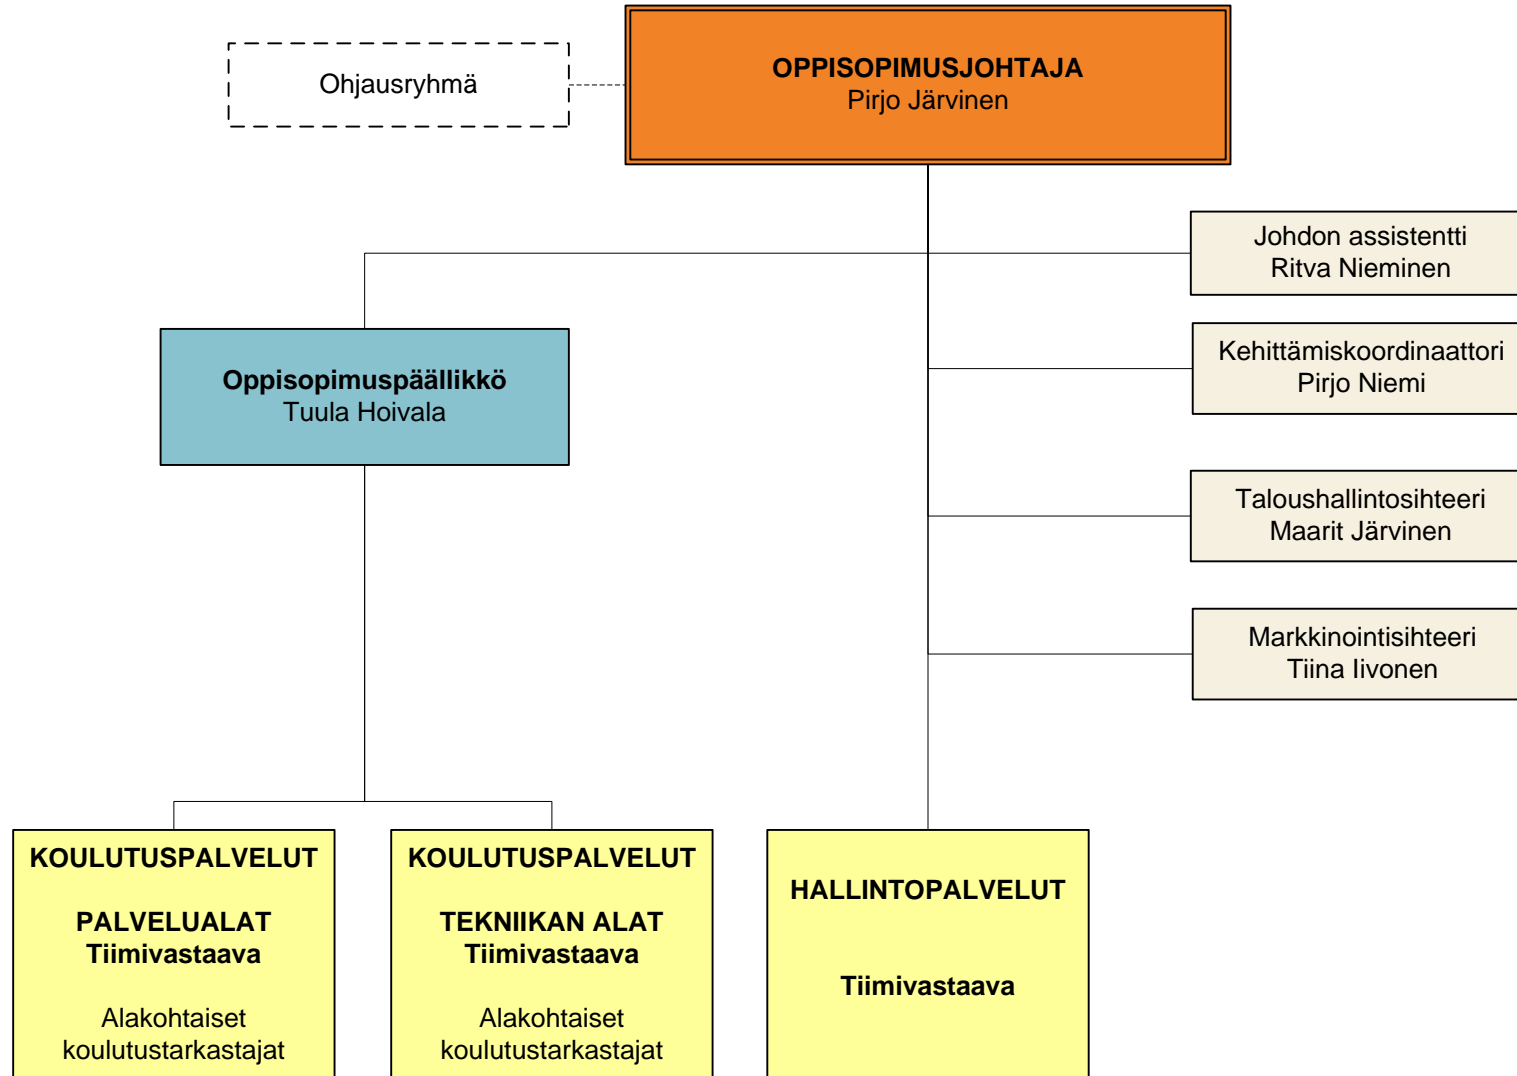 Ohjausryhmä
OPPISOPIMUSJOHTAJA
Pirjo Järvinen
Johdon assistentti
Ritva Nieminen
Kehittämiskoordinaattori
Pirjo Niemi
Oppisopimuspäällikkö
Tuula Hoivala
Taloushallintosihteeri
Maarit Järvinen
Markkinointisihteeri
Tiina Iivonen
KOULUTUSPALVELUT
PALVELUALAT
Tiimivastaava
Alakohtaiset
koulutustarkastajat
KOULUTUSPALVELUT
TEKNIIKAN ALAT
Tiimivastaava
Alakohtaiset
koulutustarkastajat
HALLINTOPALVELUT
Tiimivastaava